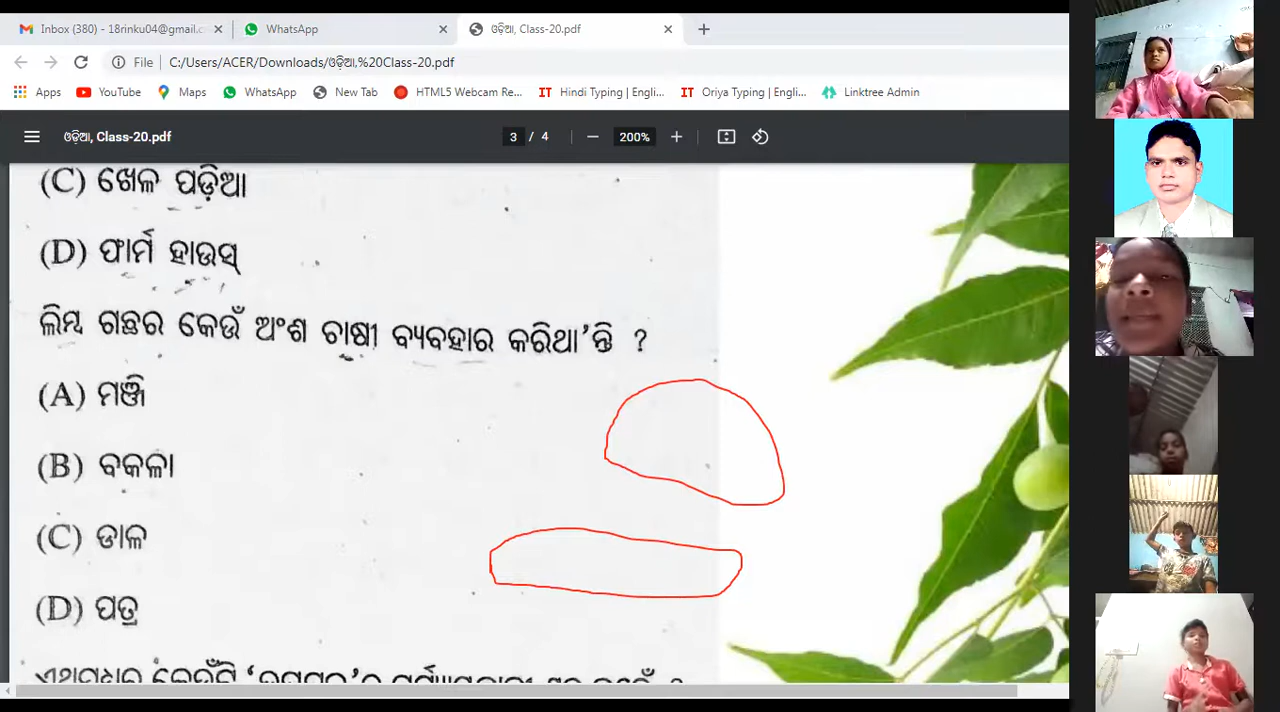 Inbox (380) - 18rinku04@gmail.c
WhatsApp
ଓଡ଼ିଆ, Class-20.pdf
File C:/Users/ACER/Downloads/ଓଡ଼ିଆ,%20Class-20.pdf
Apps YouTube Maps WhatsApp New Tab HTML5 Webcam Re... Hindi Typing | Engli... Oriya Typing | Engli... Linktree Admin
ଓଡ଼ିଆ, Class-20.pdf 3 / 4 200%
(C) ଖେଳ ପଡ଼ିଆ
(D) ଫାର୍ମ ହାଉସ୍
ଲିମ୍ବ ଗଛର କେଉଁ ଅଂଶ ଚାଷୀ ବ୍ୟବହାର କରିଥା'ନ୍ତି ?
(A) ମଞ୍ଜି
(B) ବକଳା
(C) ଡାଳ
(D) ପତ୍ର